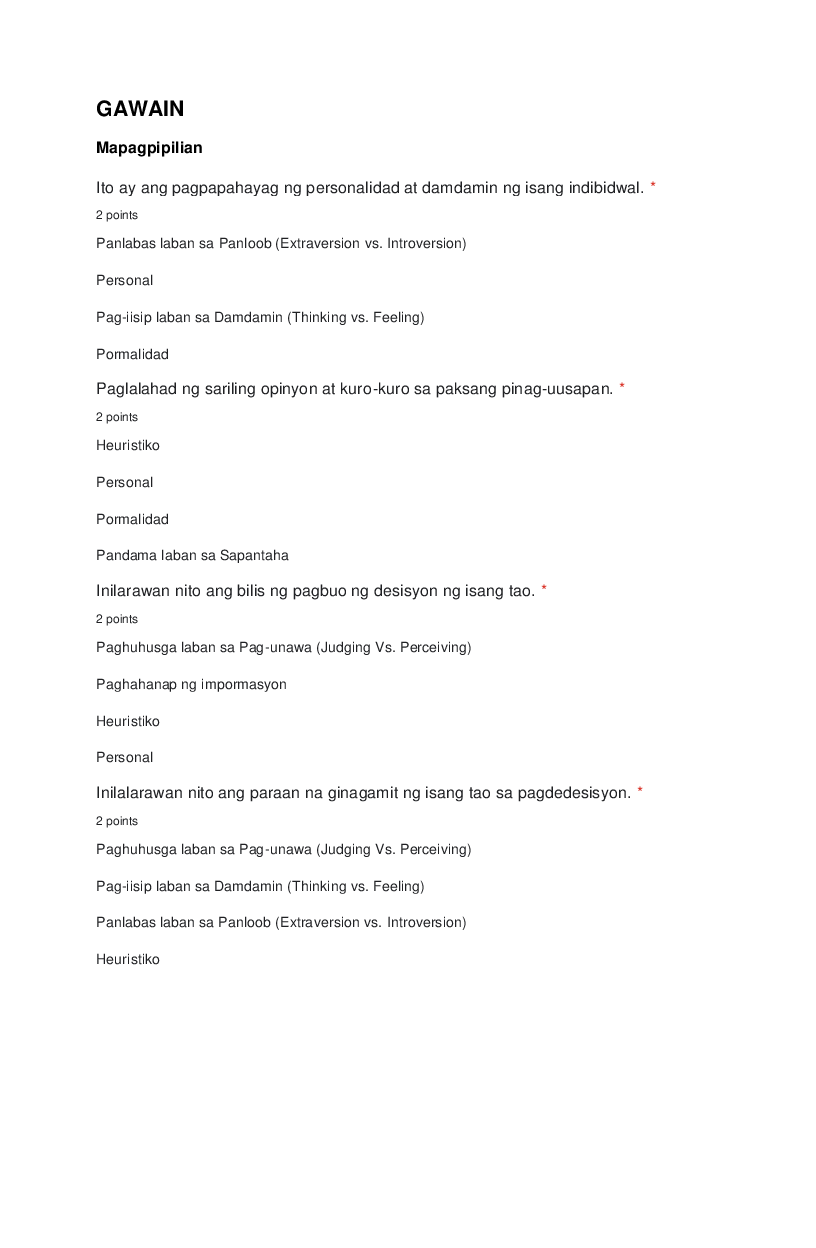 GAWAIN
Mapagpipilian
Ito ay ang pagpapahayag ng personalidad at damdamin ng isang indibidwal. *
2 points
Panlabas laban sa Panloob (Extraversion vs. Introversion)
Personal
Pag-iisip laban sa Damdamin (Thinking vs. Feeling)
Pormalidad
Paglalahad ng sariling opinyon at kuro-kuro sa paksang pinag-uusapan. *
2 points
Heuristiko
Personal
Pormalidad
Pandama laban sa Sapantaha
Inilarawan nito ang bilis ng pagbuo ng desisyon ng isang tao. *
2 points
Paghuhusga laban sa Pag-unawa (Judging Vs. Perceiving)
Paghahanap ng impormasyon
Heuristiko
Personal
Inilalarawan nito ang paraan na ginagamit ng isang tao sa pagdedesisyon. *
2 points
Paghuhusga laban sa Pag-unawa (Judging Vs. Perceiving)
Pag-iisip laban sa Damdamin (Thinking vs. Feeling)
Panlabas laban sa Panloob (Extraversion vs. Introversion)
Heuristiko